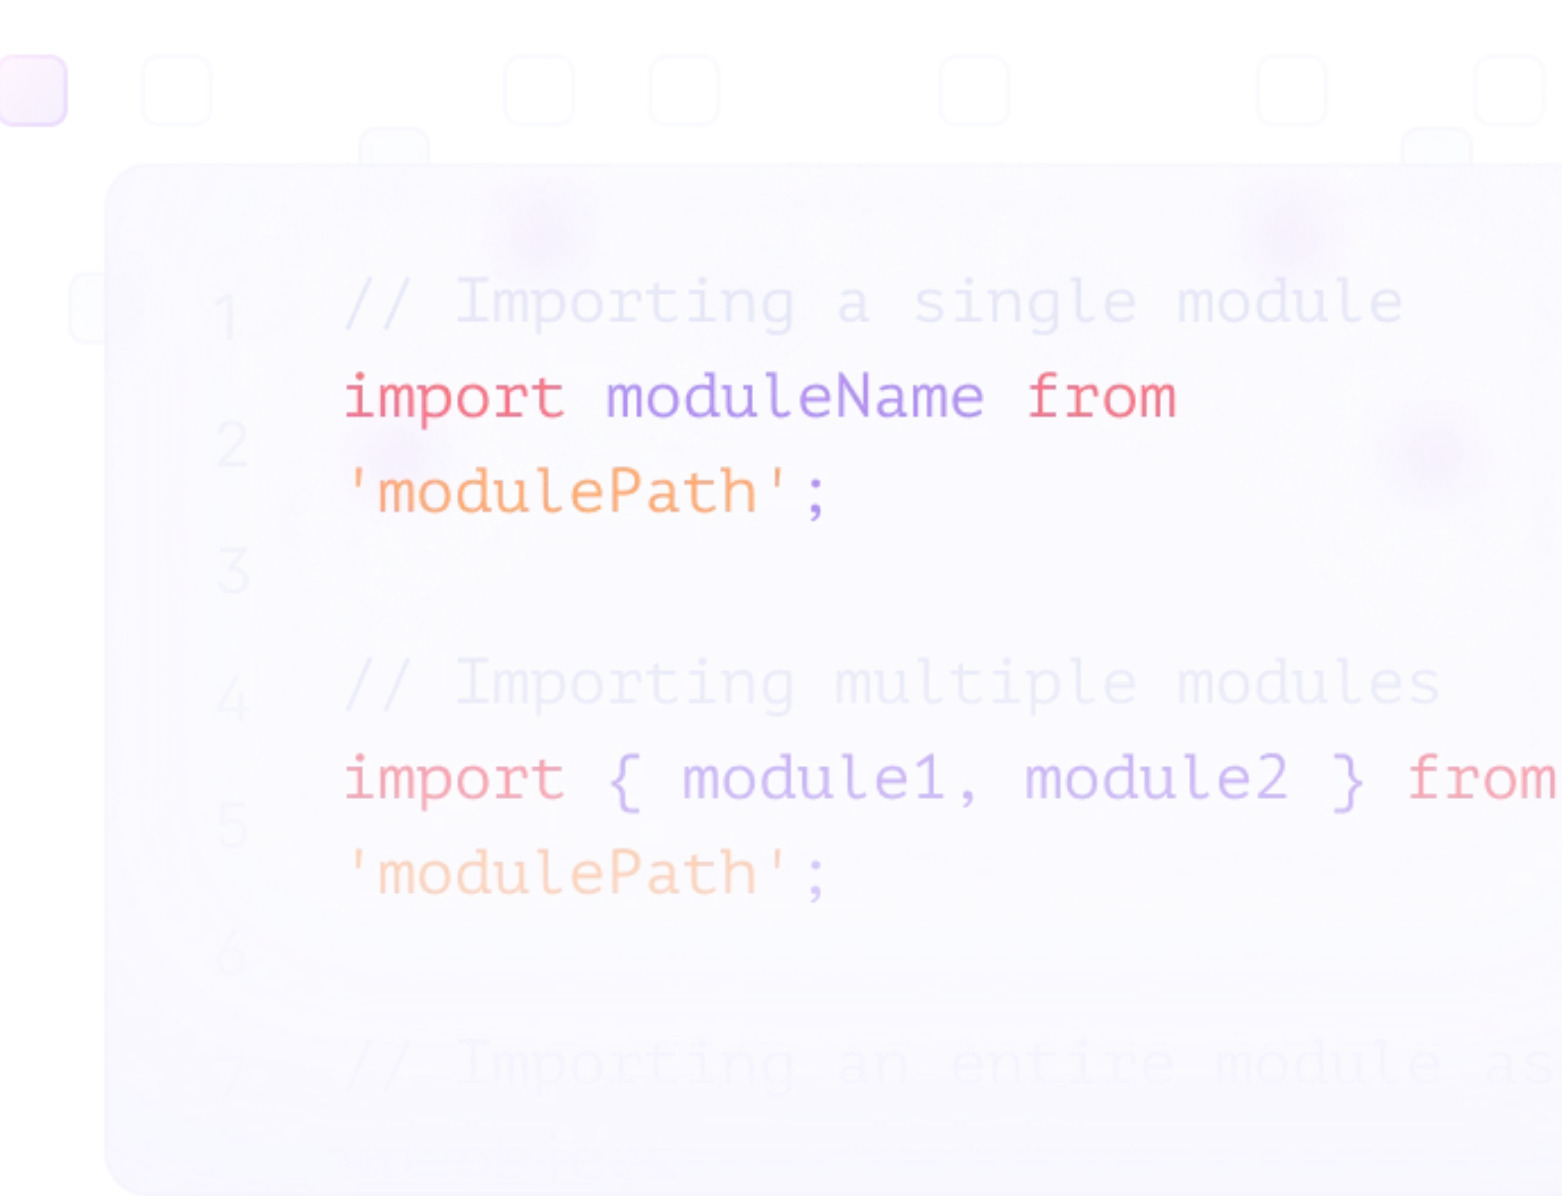 1
// Importing a single module
import moduleName from
2
'modulePath';
3
4
// Importing multiple modules
import { module1, module2 } from
5
'modulePath';
6
7
// Importing an entire module as